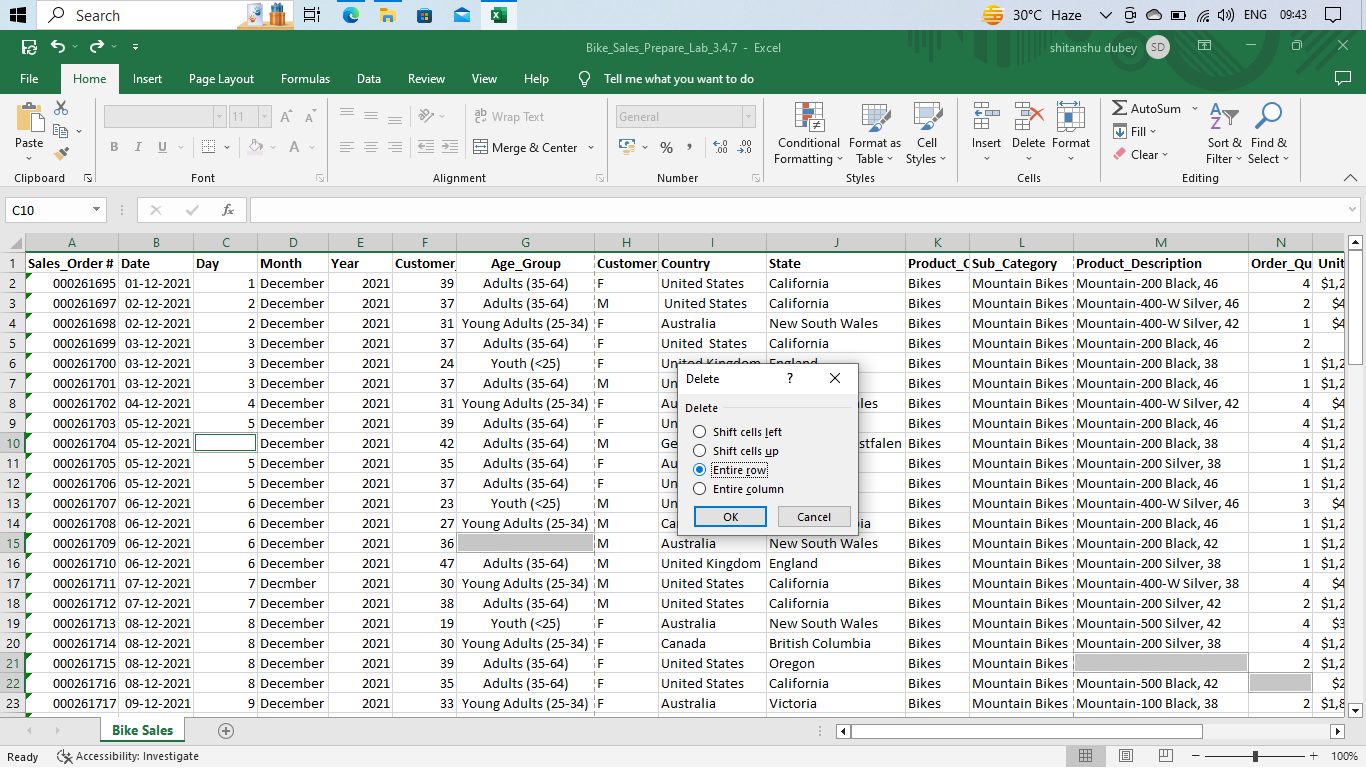 Search 30°C Haze ENG 09:43
Bike_Sales_Prepare_Lab_3.4.7 - Excel shitanshu dubey SD
File Home Insert Page Layout Formulas Data Review View Help Tell me what you want to do
Paste 11 Wrap Text General Conditional Formatting Format as Table Cell Styles Insert Delete Format AutoSum Sort & Filter Find & Select
B I U A Merge & Center % Fill Clear
Clipboard Font Alignment Number Styles Cells Editing
C10 fx
A B C D E F G H I J K L M N
1 Sales_Order # Date Day Month Year Customer_ Age_Group Customer Country State Product_C Sub_Category Product_Description Order_Qu Unit
2 000261695 01-12-2021 1 December 2021 39 Adults (35-64) F United States California Bikes Mountain Bikes Mountain-200 Black, 46 4 $1,2
3 000261697 02-12-2021 2 December 2021 37 Adults (35-64) M United States California Bikes Mountain Bikes Mountain-400-W Silver, 46 2 $4
4 000261698 02-12-2021 2 December 2021 31 Young Adults (25-34) F Australia New South Wales Bikes Mountain Bikes Mountain-400-W Silver, 42 1 $4
5 000261699 03-12-2021 3 December 2021 37 Adults (35-64) F United  States California Bikes Mountain Bikes Mountain-200 Black, 46 2
6 000261700 03-12-2021 3 December 2021 24 Youth (<25) F United Kingdom England Bikes Mountain Bikes Mountain-200 Black, 38 1 $1,2
7 000261701 03-12-2021 3 December 2021 37 Adults (35-64) M Un Bikes Mountain Bikes Mountain-200 Black, 46 1 $1,2
8 000261702 04-12-2021 4 December 2021 31 Young Adults (25-34) F Au les Bikes Mountain Bikes Mountain-400-W Silver, 42 4 $4
9 000261703 05-12-2021 5 December 2021 39 Adults (35-64) F Un Bikes Mountain Bikes Mountain-200 Black, 46 4 $1,2
10 000261704 05-12-2021 December 2021 42 Adults (35-64) M Ge stfalen Bikes Mountain Bikes Mountain-200 Black, 38 4 $1,2
11 000261705 05-12-2021 5 December 2021 35 Adults (35-64) F Au Bikes Mountain Bikes Mountain-200 Silver, 38 1 $1,2
12 000261706 05-12-2021 5 December 2021 37 Adults (35-64) F Un Bikes Mountain Bikes Mountain-200 Black, 46 1 $1,2
13 000261707 06-12-2021 6 December 2021 23 Youth (<25) M Un Bikes Mountain Bikes Mountain-400-W Silver, 46 3 $4
14 000261708 06-12-2021 6 December 2021 27 Young Adults (25-34) M Ca ia Bikes Mountain Bikes Mountain-200 Black, 46 1 $1,2
15 000261709 06-12-2021 6 December 2021 36 M Australia New South Wales Bikes Mountain Bikes Mountain-200 Black, 42 1 $1,2
16 000261710 06-12-2021 6 December 2021 47 Adults (35-64) M United Kingdom England Bikes Mountain Bikes Mountain-200 Silver, 38 1 $1,2
17 000261711 07-12-2021 7 Decmber 2021 30 Young Adults (25-34) M United States California Bikes Mountain Bikes Mountain-400-W Silver, 38 4 $4
18 000261712 07-12-2021 7 December 2021 38 Adults (35-64) M United States California Bikes Mountain Bikes Mountain-200 Silver, 42 2 $1,2
19 000261713 08-12-2021 8 December 2021 19 Youth (<25) F Australia New South Wales Bikes Mountain Bikes Mountain-500 Silver, 42 4 $3
20 000261714 08-12-2021 8 December 2021 30 Young Adults (25-34) F Canada British Columbia Bikes Mountain Bikes Mountain-200 Silver, 38 4 $1,2
21 000261715 08-12-2021 8 December 2021 39 Adults (35-64) F United States Oregon Bikes Mountain Bikes 2 $1,2
22 000261716 08-12-2021 8 December 2021 35 Adults (35-64) F United States California Bikes Mountain Bikes Mountain-500 Black, 42 $2
23 000261717 09-12-2021 9 December 2021 33 Young Adults (25-34) F Australia Victoria Bikes Mountain Bikes Mountain-100 Black, 38 2 $1,8
Delete ?
Delete
Shift cells left
Shift cells up
Entire row
Entire column
OK Cancel
Bike Sales
Ready Accessibility: Investigate 100%